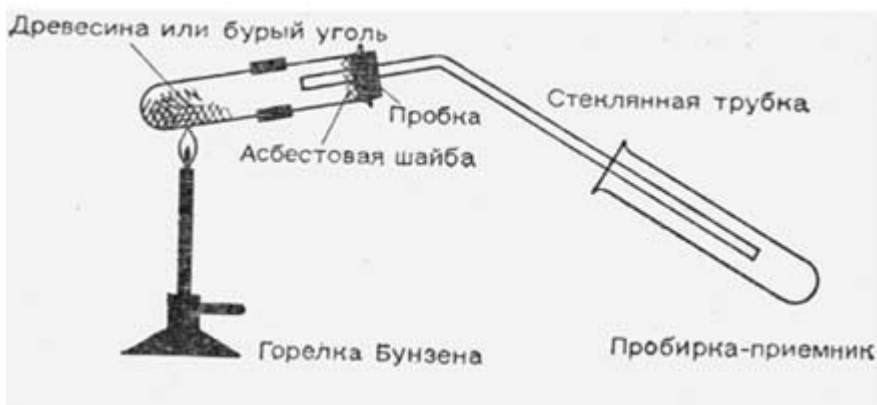 Древесина или бурый уголь
Стеклянная трубка
Пробка
Асбестовая шайба
Горелка Бунзена
Пробирка-приемник